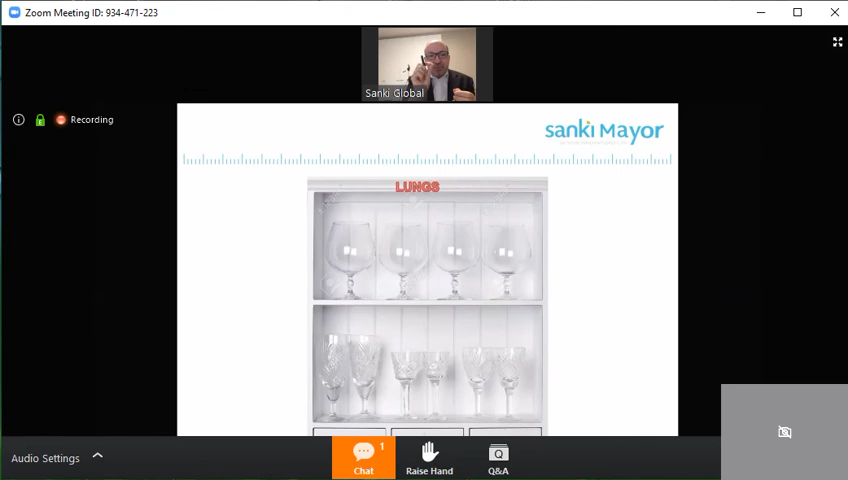 Zoom Meeting ID: 934-471-223
Sanki Global
Recording
sanki Mayor
LUNGS
Audio Settings
Chat
1
Raise Hand
Q
Q&A